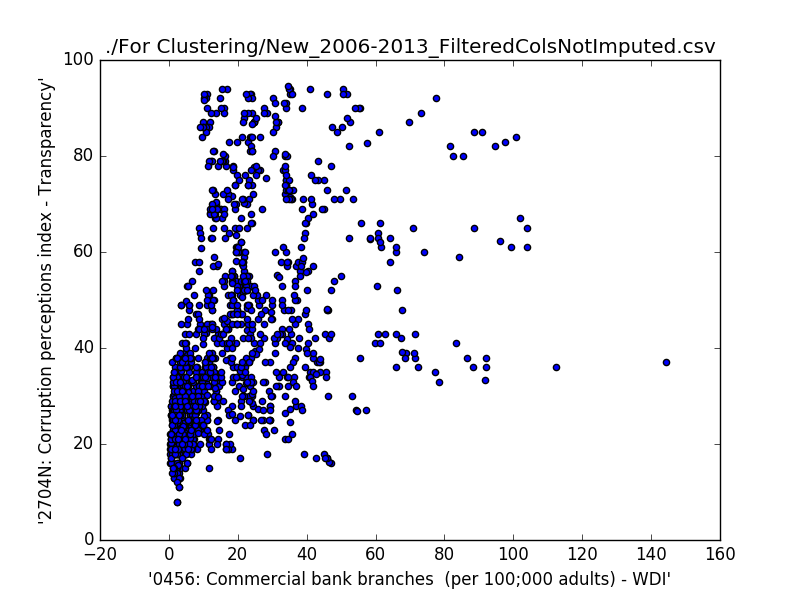 ./For Clustering/New_2006-2013_FilteredColsNotImputed.csv
'2704N: Corruption perceptions index - Transparency'
100
80
60
40
20
0
−20 0 20 40 60 80 100 120 140 160
'0456: Commercial bank branches  (per 100;000 adults) - WDI'